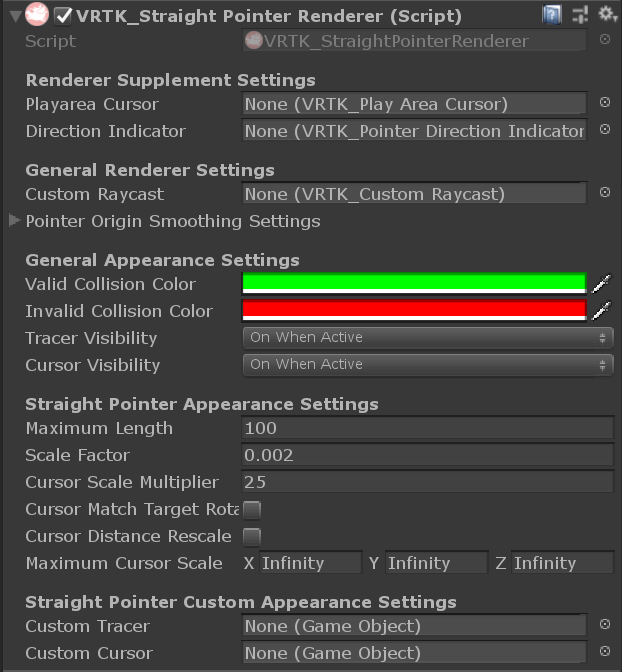 VRTK_Straight Pointer Renderer (Script)
Script VRTK_StraightPointerRenderer
Renderer Supplement Settings
Playarea Cursor None (VRTK_Play Area Cursor)
Direction Indicator None (VRTK_Pointer Direction Indicator
General Renderer Settings
Custom Raycast None (VRTK_Custom Raycast)
Pointer Origin Smoothing Settings
General Appearance Settings
Valid Collision Color
Invalid Collision Color
Tracer Visibility On When Active
Cursor Visibility On When Active
Straight Pointer Appearance Settings
Maximum Length 100
Scale Factor 0.002
Cursor Scale Multiplier 25
Cursor Match Target Rota
Cursor Distance Rescale
Maximum Cursor Scale X Infinity Y Infinity Z Infinity
Straight Pointer Custom Appearance Settings
Custom Tracer None (Game Object)
Custom Cursor None (Game Object)